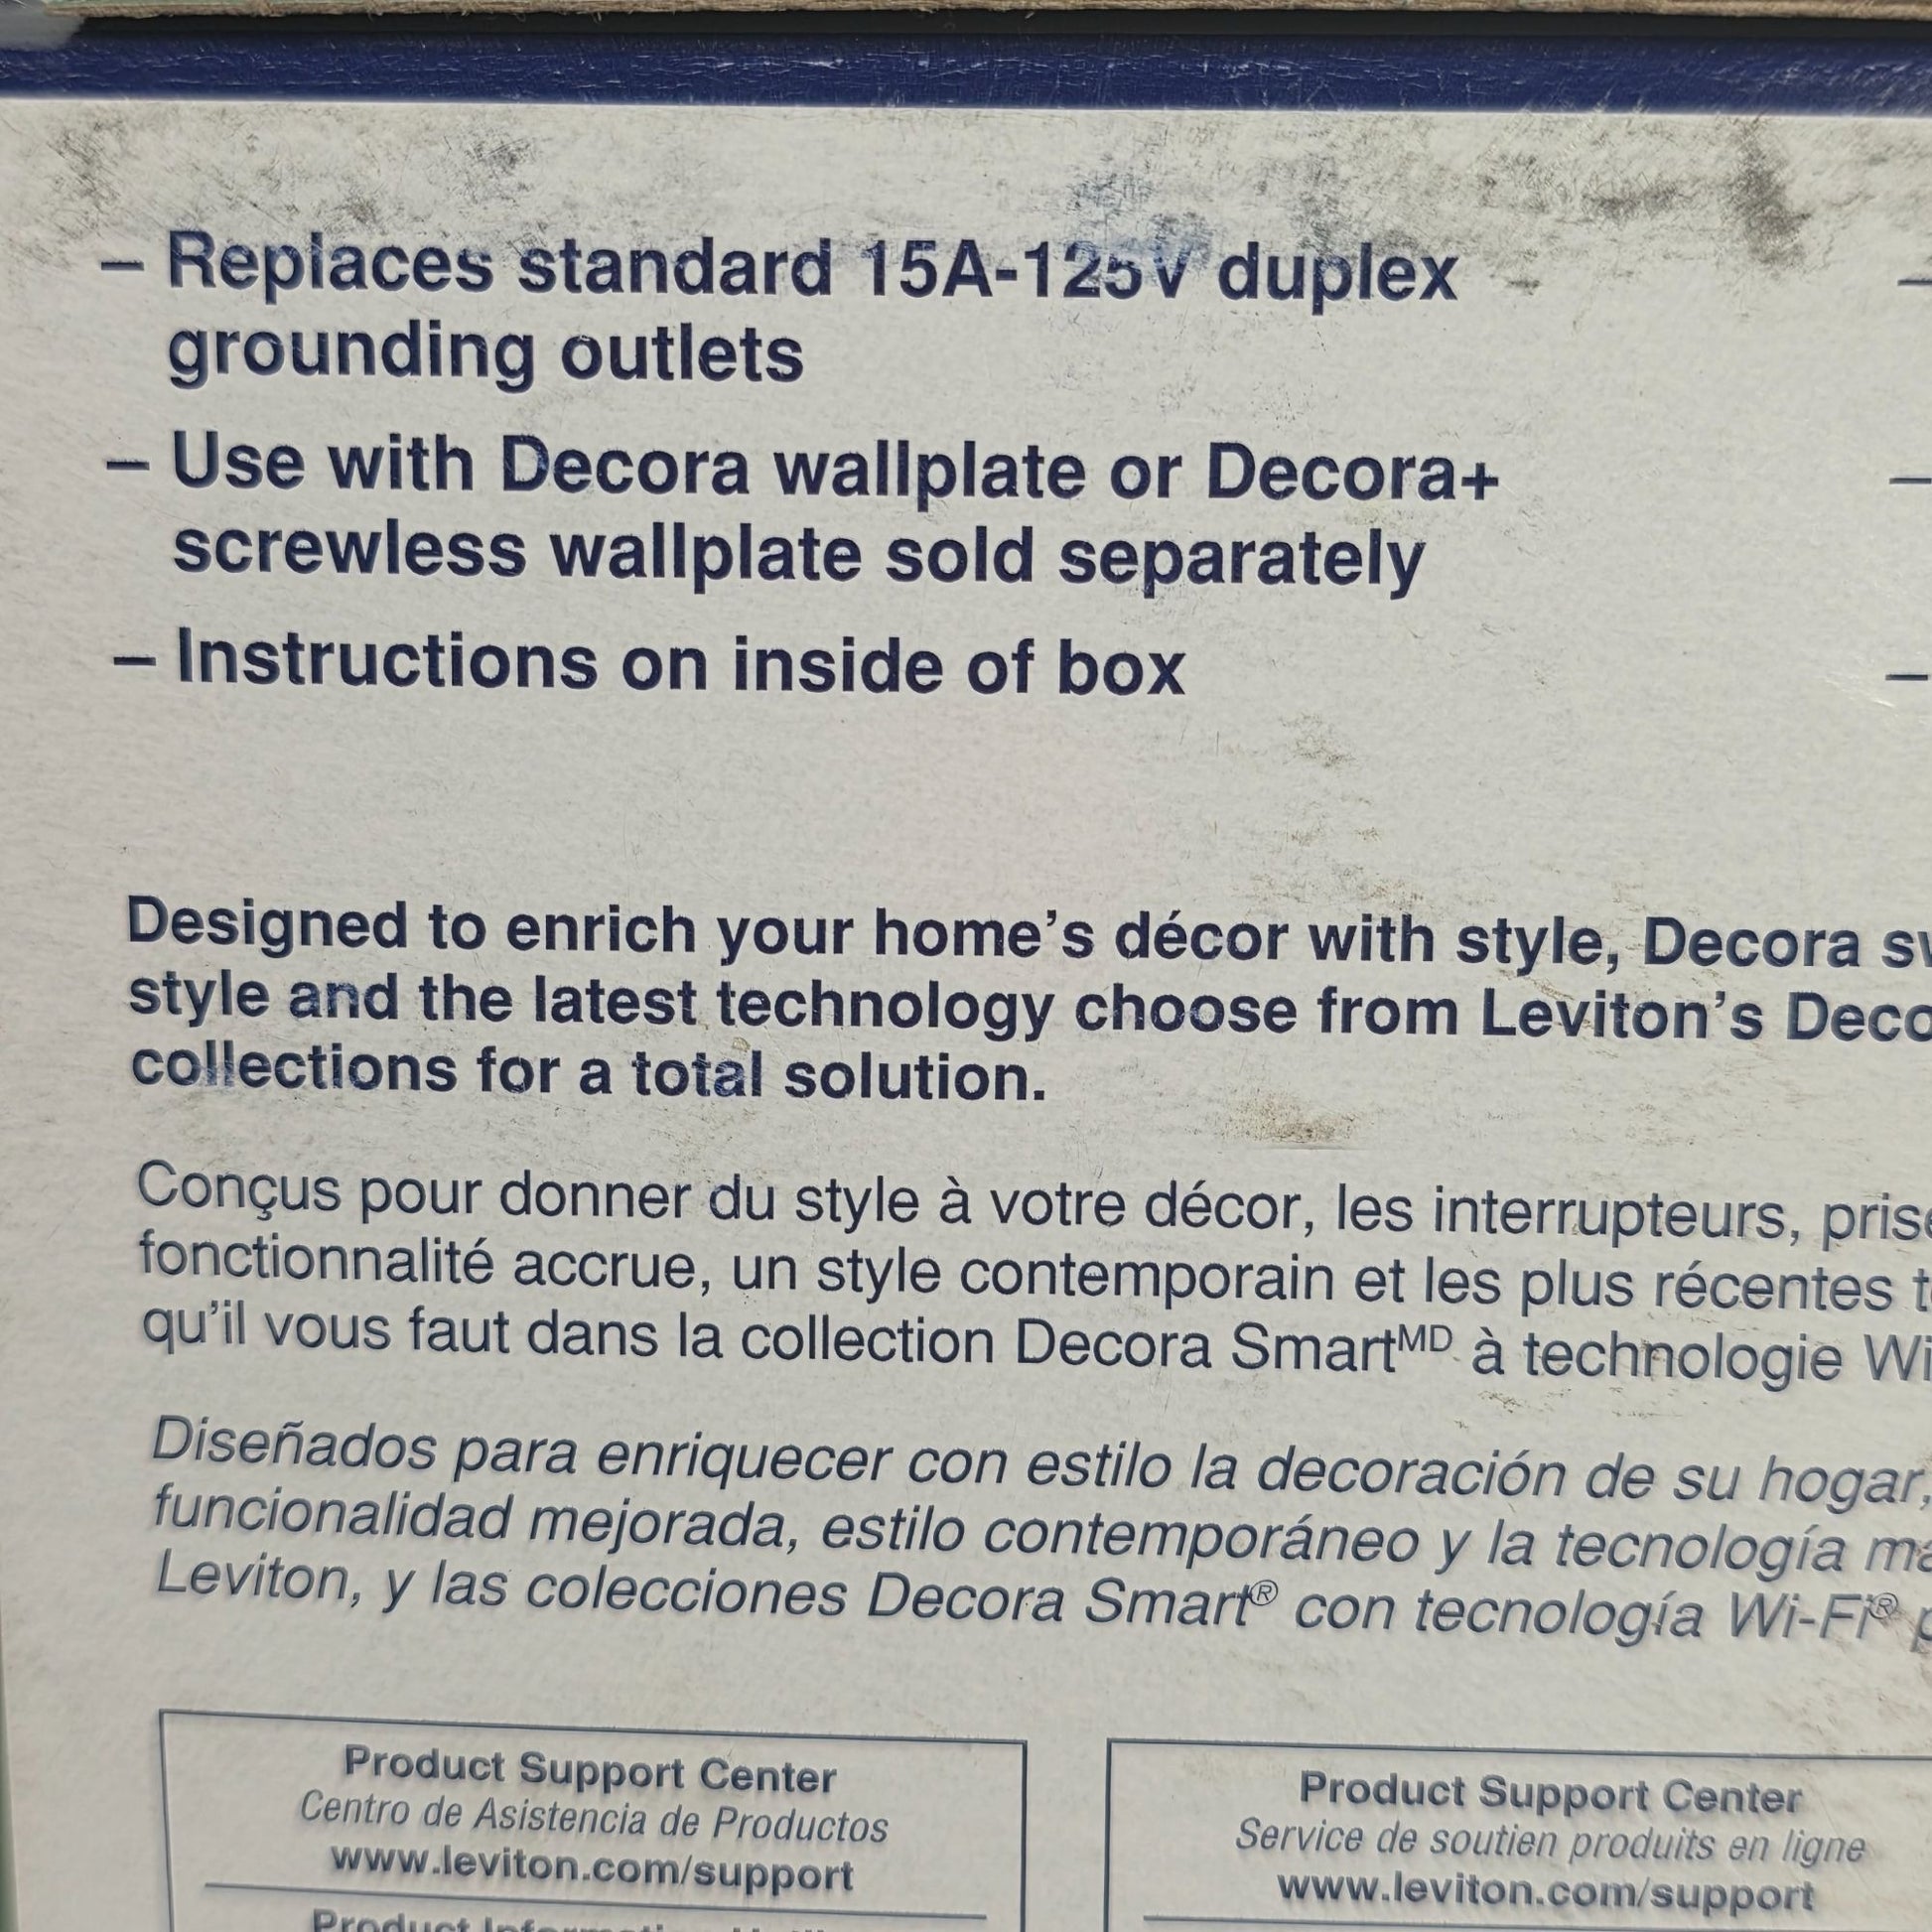 – Replaces standard 15A-125V duplex
grounding outlets
– Use with Decora wallplate or Decora+
screwless wallplate sold separately
– Instructions on inside of box
Designed to enrich your home’s décor with style, Decora
style and the latest technology choose from Leviton’s
collections for a total solution.
Conçus pour donner du style à votre décor, les interrupteurs,
fonctionnalité accrue, un style contemporain et les plus récentes
qu’il vous faut dans la collection Decora Smartᴹᴰ à technologie
Diseñados para enriquecer con estilo la decoración de su hogar,
funcionalidad mejorada, estilo contemporáneo y la tecnología
Leviton, y las colecciones Decora Smart® con tecnología Wi-Fi®
Product Support Center
Centro de Asistencia de Productos
www.leviton.com/support
Product Support Center
Service de soutien produits en ligne
www.leviton.com/support